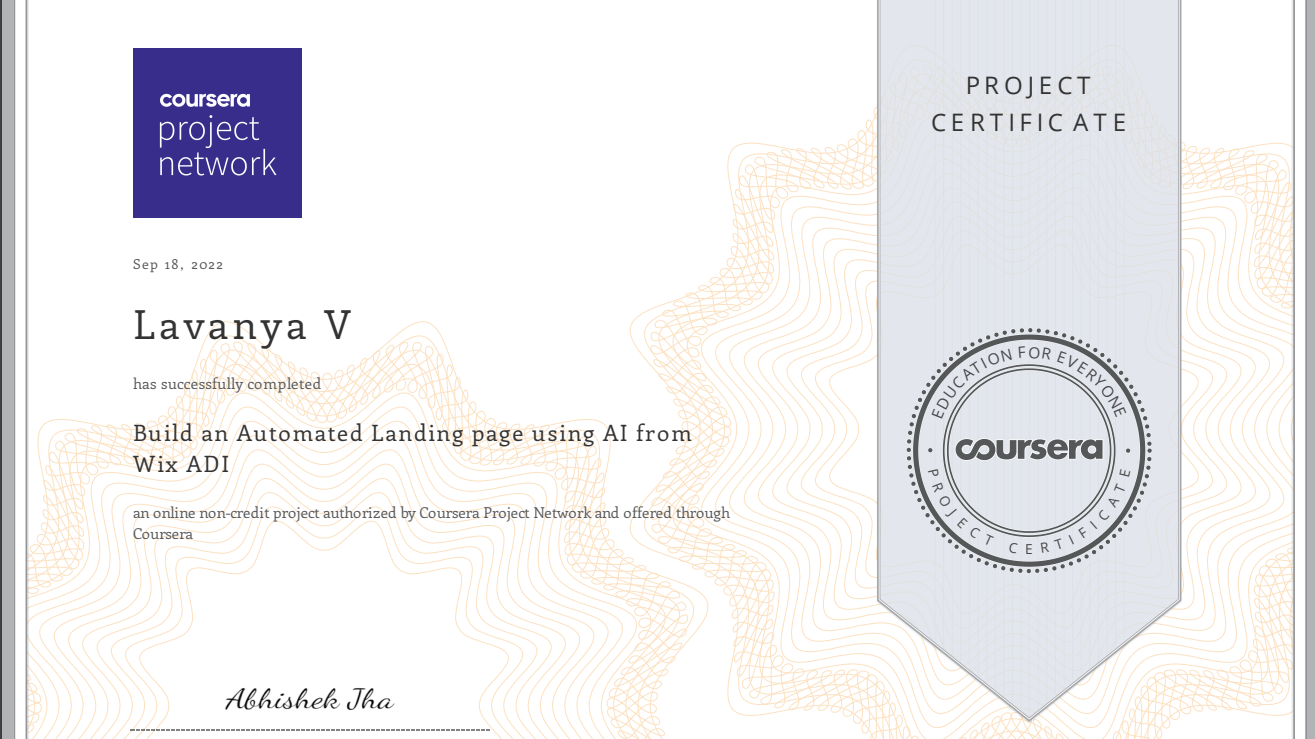 coursera
project
network
Sep 18, 2022
Lavanya V
has successfully completed
Build an Automated Landing page using AI from
Wix ADI
an online non-credit project authorized by Coursera Project Network and offered through
Coursera
Abhishek Jha
PROJECT
CERTIFICATE
EDUCATION FOR EVERYONE
coursera
PROJECT CERTIFICATE